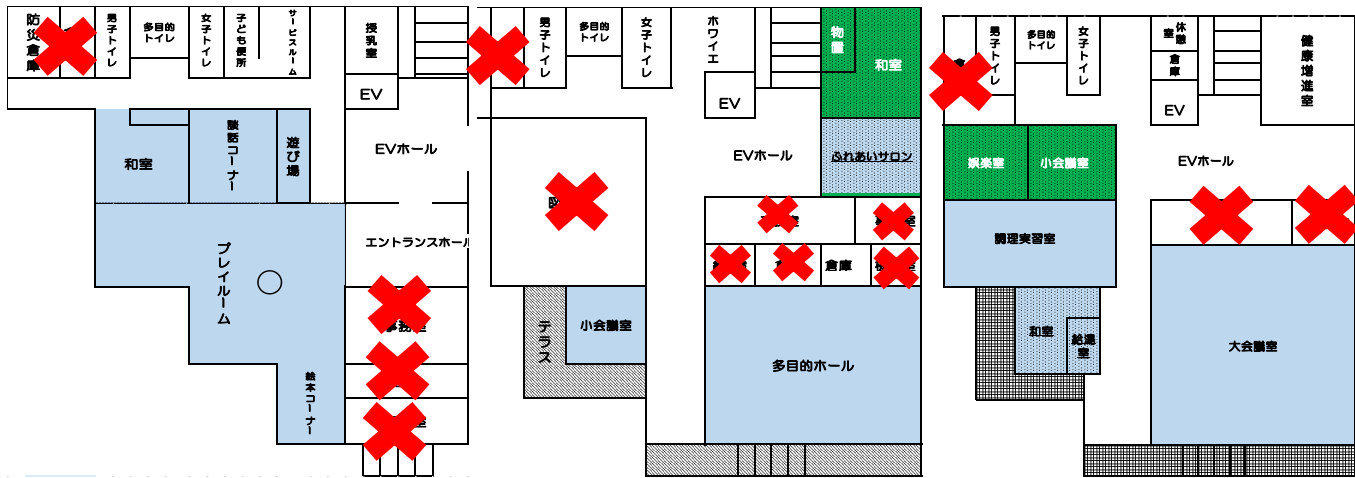 防災倉庫
男子トイレ
多目的
トイレ
女子トイレ
子ども便所
サービスルーム
授乳室
EV
EVホール
和室
談話コーナー
遊び場
エントランスホール
プレイルーム
絵本コーナー
男子トイレ
多目的
トイレ
女子トイレ
ホワイエ
EV
物置
和室
EVホール
ふれあいサロン
倉庫
テラス
小会議室
多目的ホール
男子トイレ
多目的
トイレ
女子トイレ
休憩
室
倉庫
EV
健康増進室
EVホール
娯楽室
小会議室
調理実習室
和室
給湯
室
大会議室